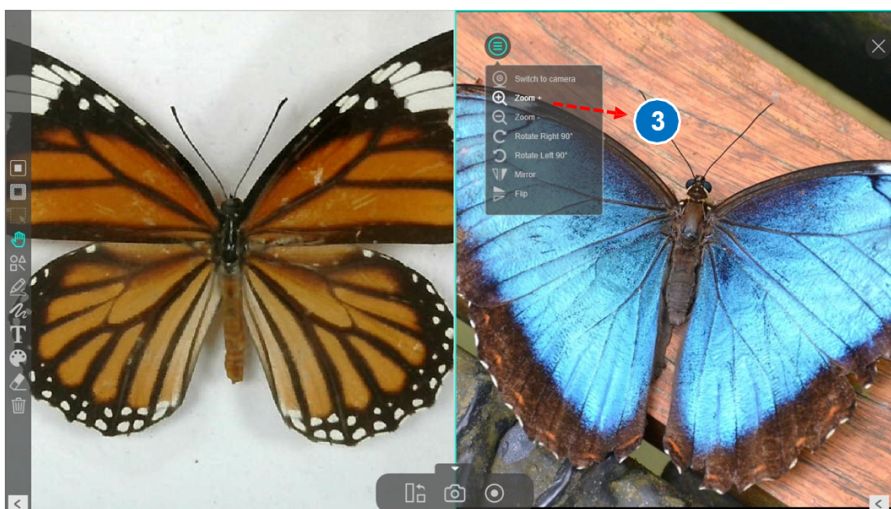 Switch to camera
Zoom +
3
Zoom -
Rotate Right 90°
Rotate Left 90°
Mirror
Flip
T